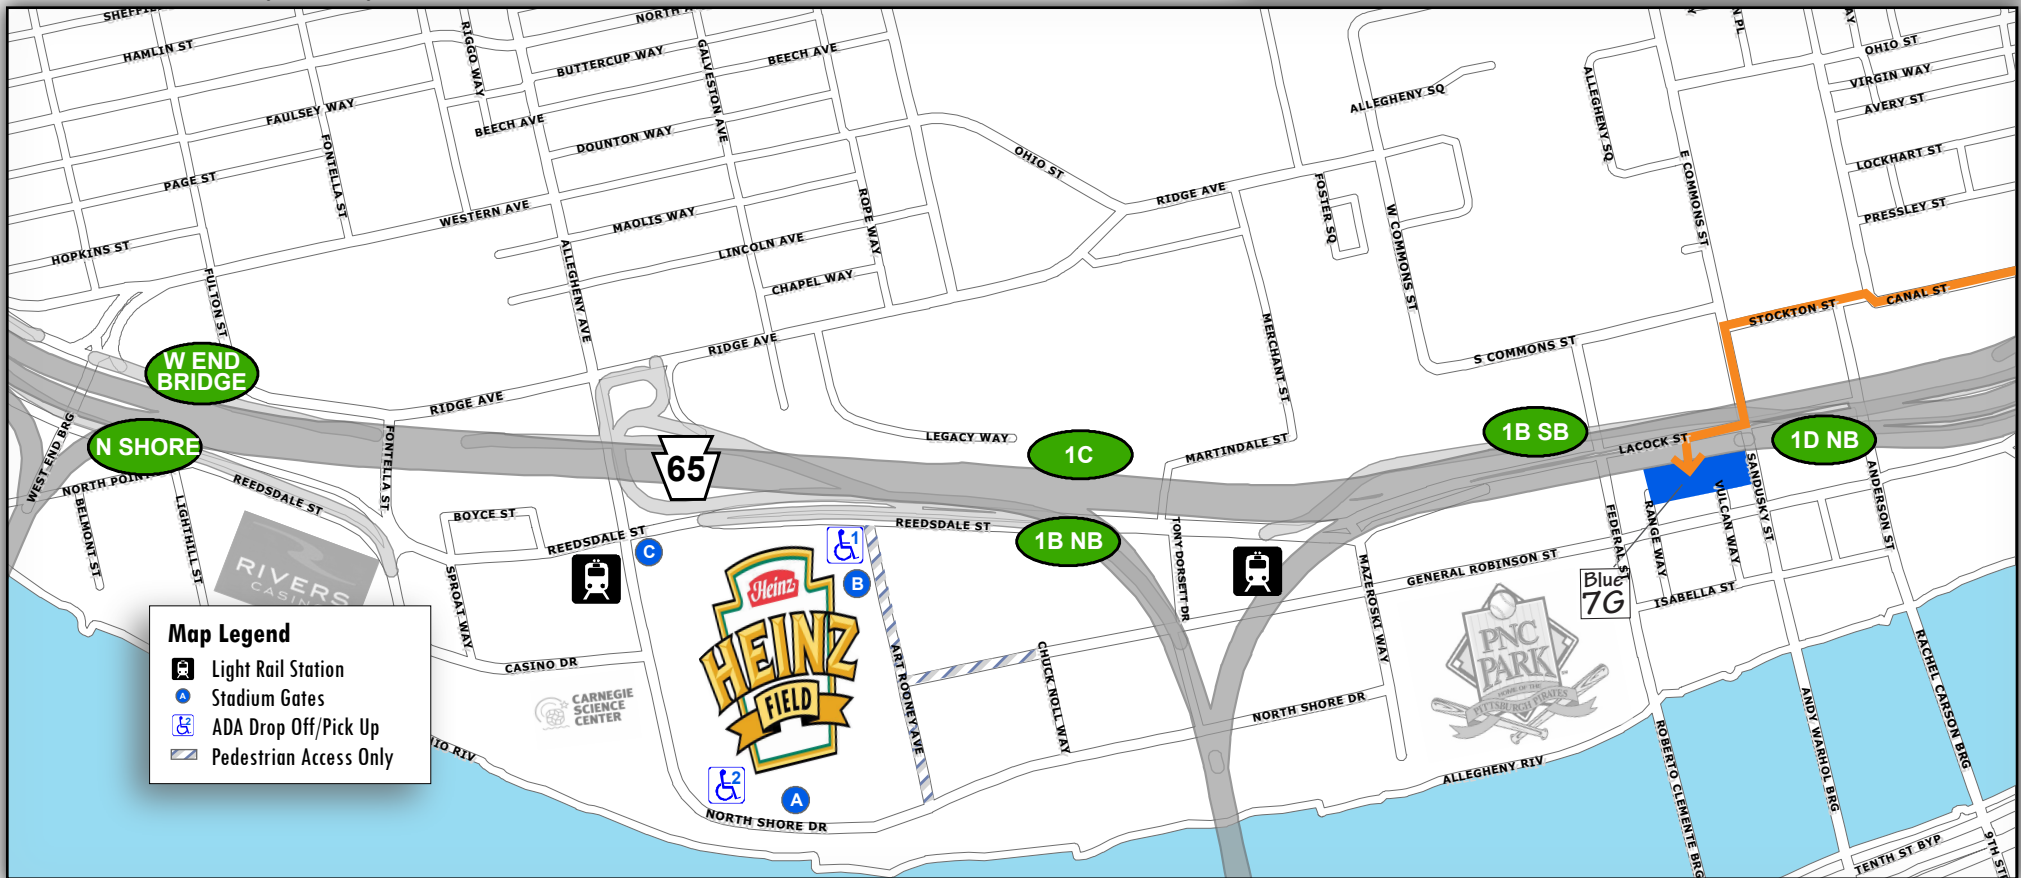 HAMLIN ST
RIGGO WAY
BUTTERCUP WAY
GALVESTON AVE
BEECH AVE
ALLEGHENY SQ
ALLEGHENY SQ
OHIO ST
VIRGIN WAY
AVERY ST
FAULSEY WAY
BEECH AVE
DOUNTON WAY
FONTELLA ST
OHIO ST
LOCKHART ST
PAGE ST
WESTERN AVE
MAOLIS WAY
ROPE WAY
RIDGE AVE
FOSTER SQ
W COMMONS ST
E COMMONS ST
PRESSLEY ST
HOPKINS ST
FULTON ST
ALLEGHENY AVE
LINCOLN AVE
CHAPEL WAY
MERCHANT ST
STOCKTON ST
CANAL ST
RIDGE AVE
S COMMONS ST
W END
BRIDGE
RIDGE AVE
N SHORE
WEST END BRG
FONTELLA ST
65
LEGACY WAY
1C
MARTINDALE ST
1B SB
LACOCK ST
1D NB
NORTH POINT
BELMONT ST
LIGHTHILL ST
REEDSDALE ST
BOYCE ST
REEDSDALE ST
C
1
B
REEDSDALE ST
1B NB
TONY DORSETT DR
MAZEROSKI WAY
GENERAL ROBINSON ST
FEDERAL ST
RANGE WAY
VULCAN WAY
SANDUSKY ST
ANDERSON ST
Blue
7G
ISABELLA ST
RIVERS
SPROAT WAY
CASINO DR
CARNEGIE
SCIENCE
CENTER
Heinz
HEINZ
FIELD
ART ROONEY AVE
CHUCK NOLL WAY
NORTH SHORE DR
PNC
PARK
HOME OF THE
PITTSBURGH PIRATES
ROBERTO CLEMENTE BRG
ANDY WARHOL BRG
RACHEL CARSON BRG
Map Legend
Light Rail Station
A
Stadium Gates
2
ADA Drop Off/Pick Up
Pedestrian Access Only
2
A
NORTH SHORE DR
ALLEGHENY RIV
TENTH ST BYP